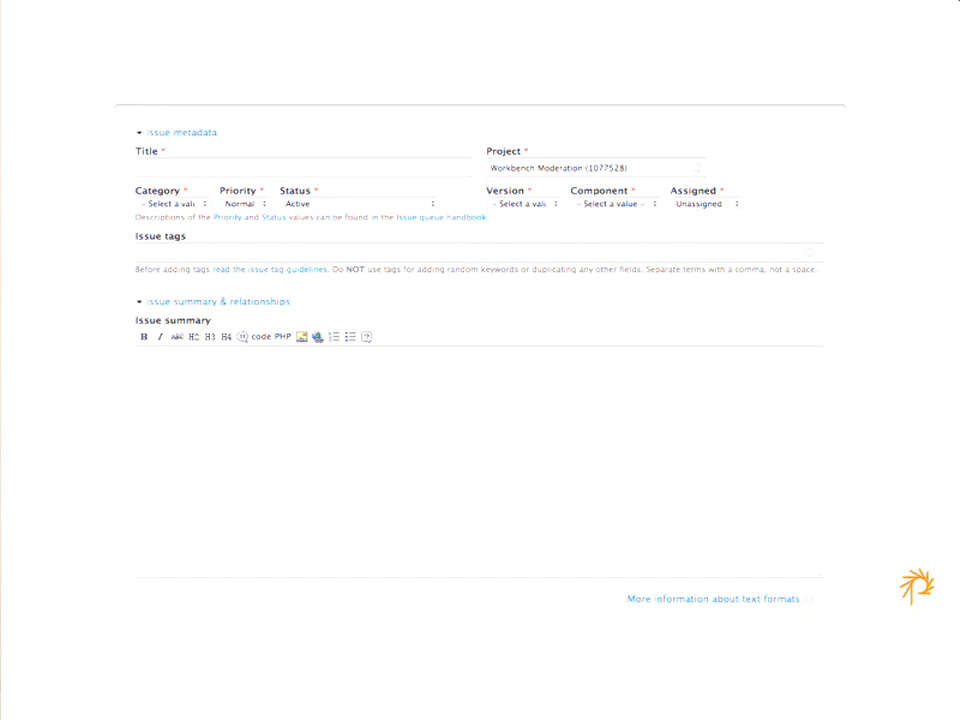 Issue metadata
Title * Project *
Workbench Moderation (1077528)
Category * Priority * Status * Version * Component * Assigned *
- Select a valu Normal Active - Select a valu - Select a value - Unassigned
Descriptions of the Priority and Status values can be found in the Issue queue handbook.
Issue tags
Before adding tags read the issue tag guidelines. Do NOT use tags for adding random keywords or duplicating any other fields. Separate terms with a comma, not a space.
Issue summary & relationships
Issue summary
B I ABC H2 H3 H4 code PHP
More information about text formats